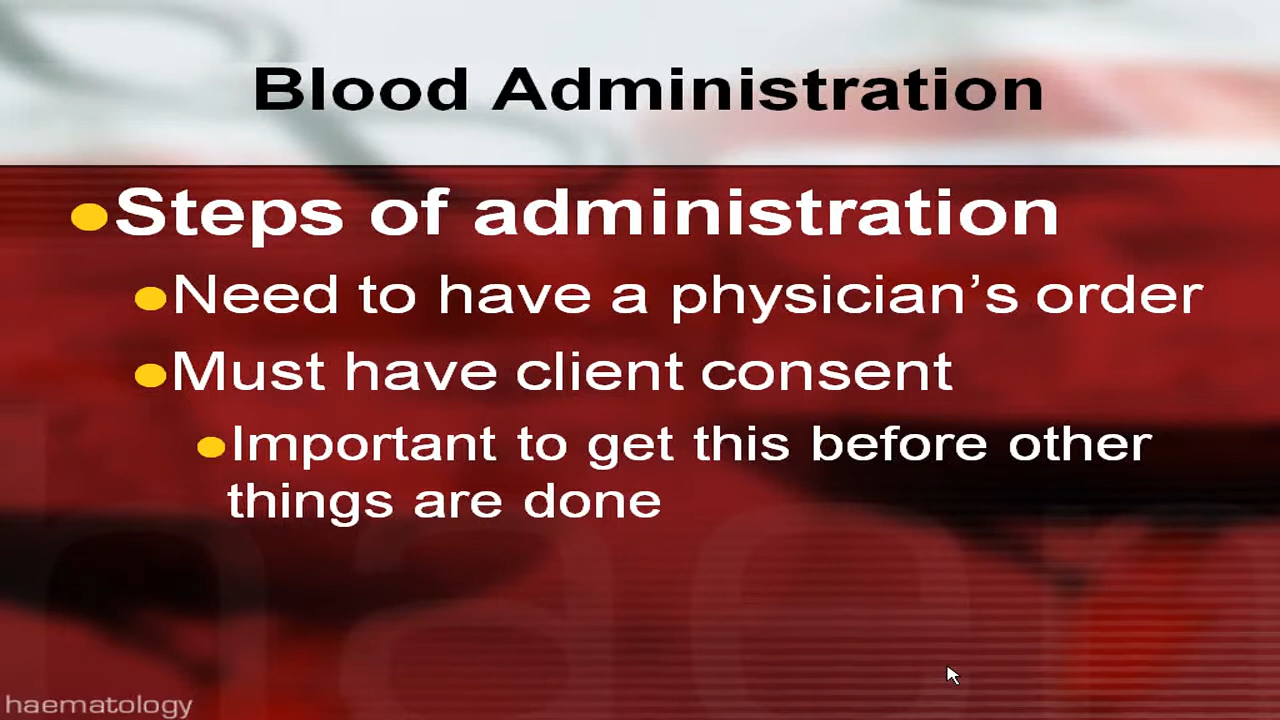 Blood Administration
Steps of administration
Need to have a physician’s order
Must have client consent
Important to get this before other
things are done
haematology